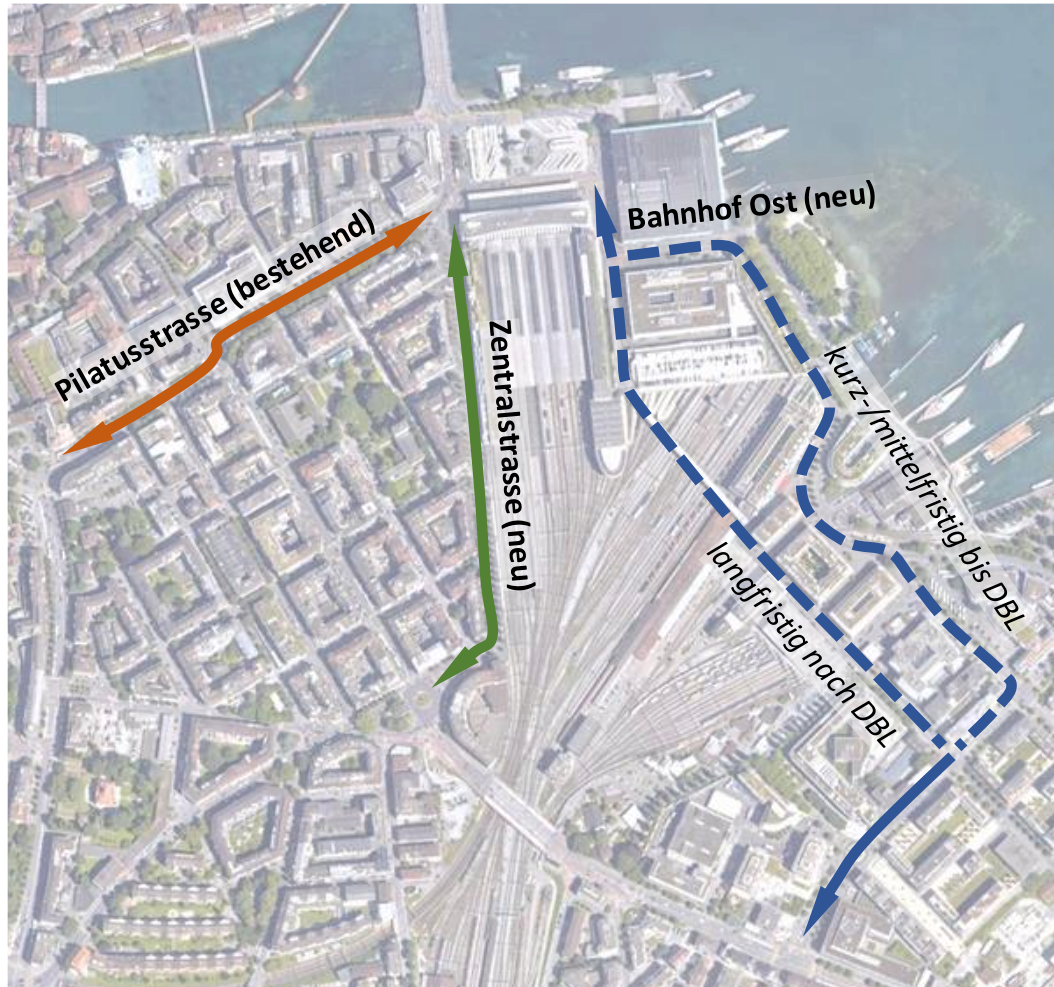 Bahnhof Ost (neu)
Pilatusstrasse (bestehend)
Zentralstrasse (neu)
kurz-/mittelfristig bis DBL
langfristig nach DBL